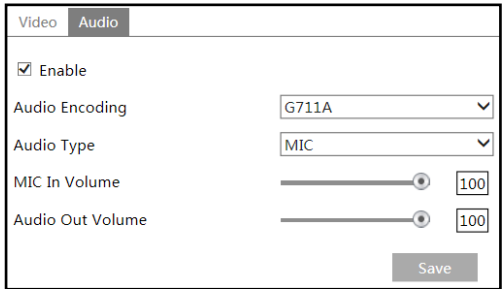 Video Audio
Enable
Audio Encoding G711A
Audio Type MIC
MIC In Volume 100
Audio Out Volume 100
Save